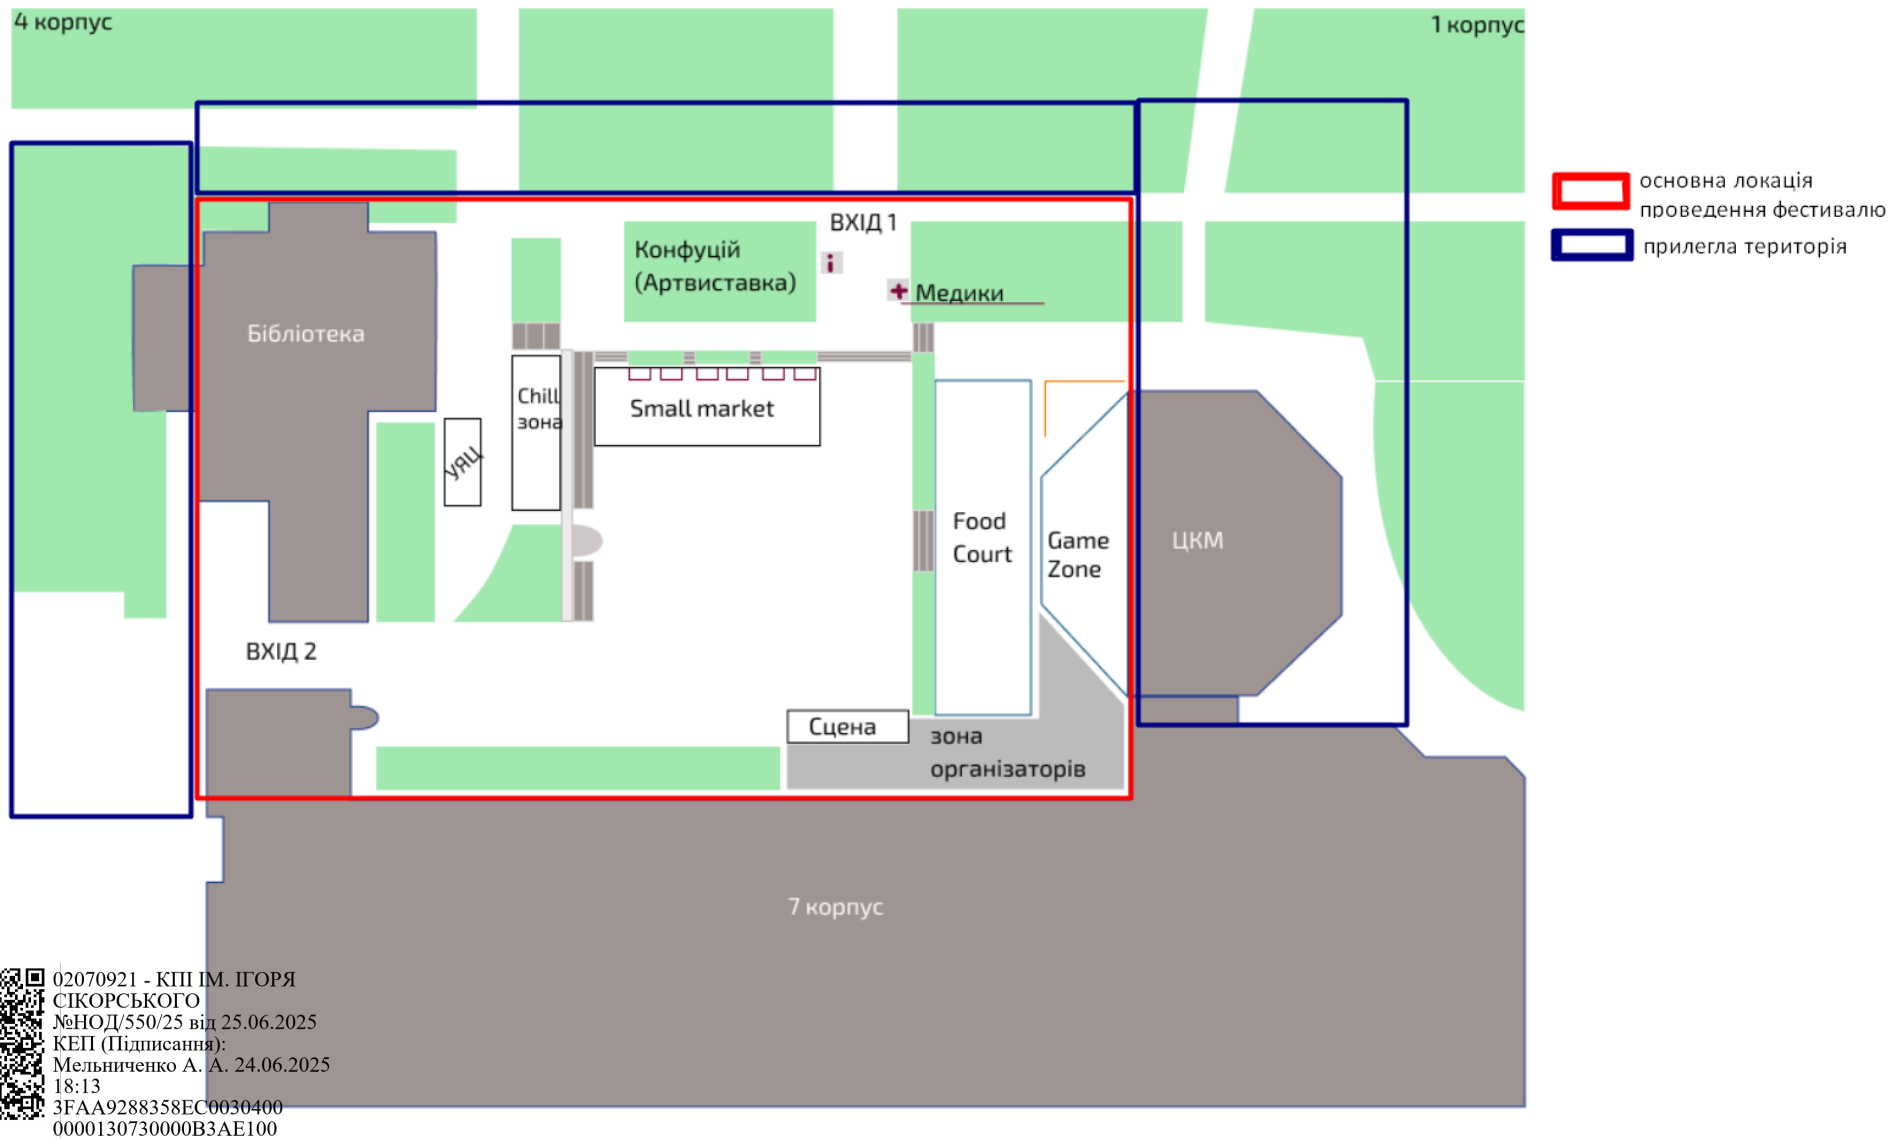 4 корпус
1 корпус
основна локація
проведення фестивалю
прилегла територія
ВХІД 1
Конфуцій
(Артвиставка)
i
Медики
Бібліотека
Chill
зона
Small market
УЯЦ
Food
Court
Game
Zone
ЦКМ
ВХІД 2
Сцена
зона
організаторів
7 корпус
02070921 - КПІ ІМ. ІГОРЯ
СІКОРСЬКОГО
№НОД/550/25 від 25.06.2025
КЕП (Підписання):
Мельниченко А. А. 24.06.2025
18:13
3FAA9288358EC0030400
0000130730000B3AE100